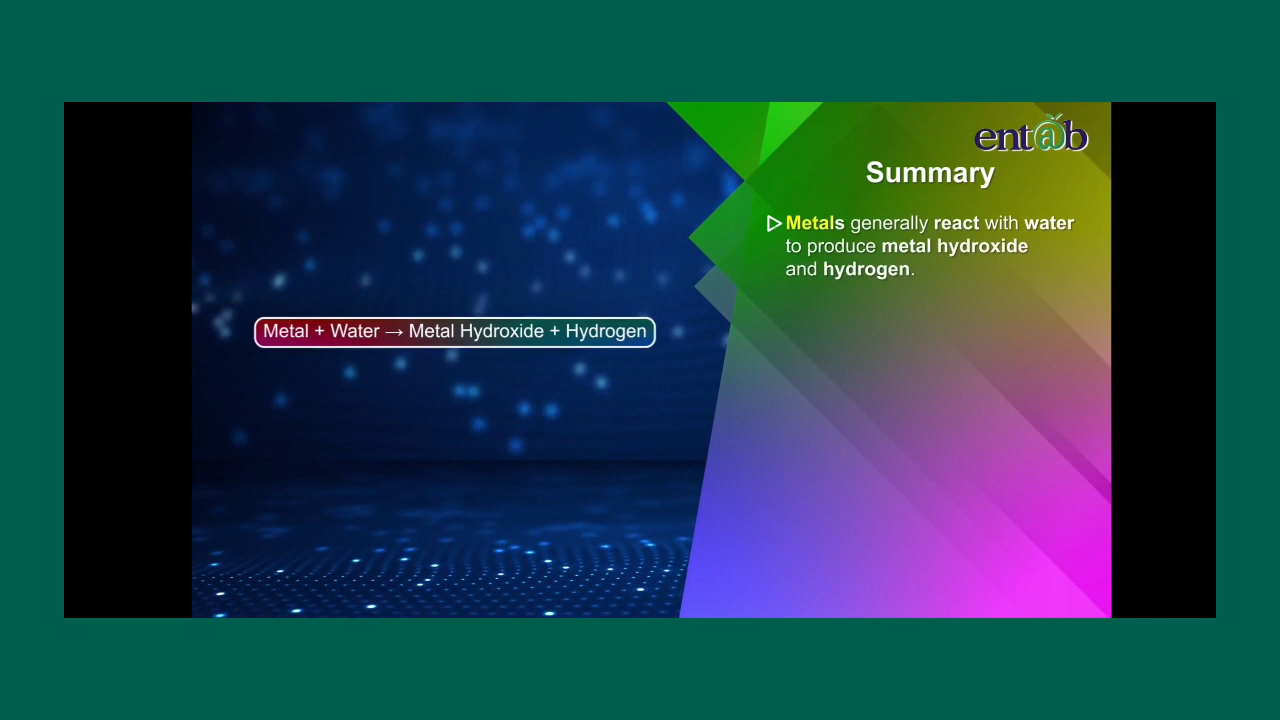 entab
Summary
Metals generally react with water
to produce metal hydroxide
and hydrogen.
Metal + Water → Metal Hydroxide + Hydrogen